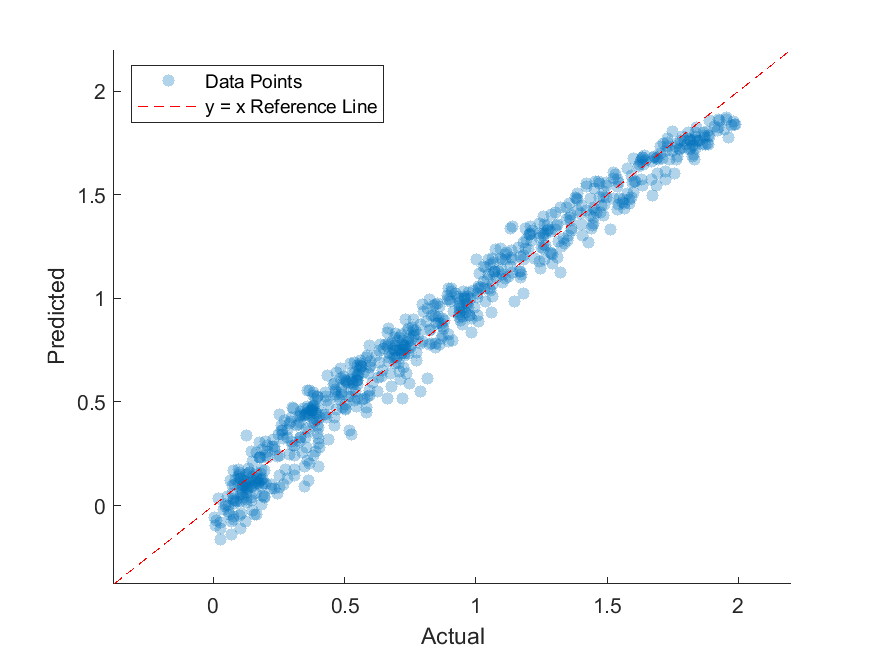 Data Points
y = x Reference Line
2
1.5
1
0.5
0
Predicted
0
0.5
1
1.5
2
Actual